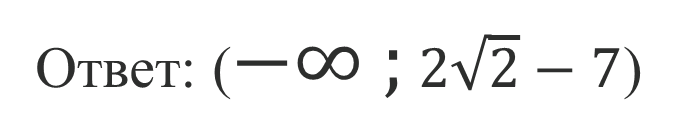 Ответ: (−∞ ; 2√2 − 7)